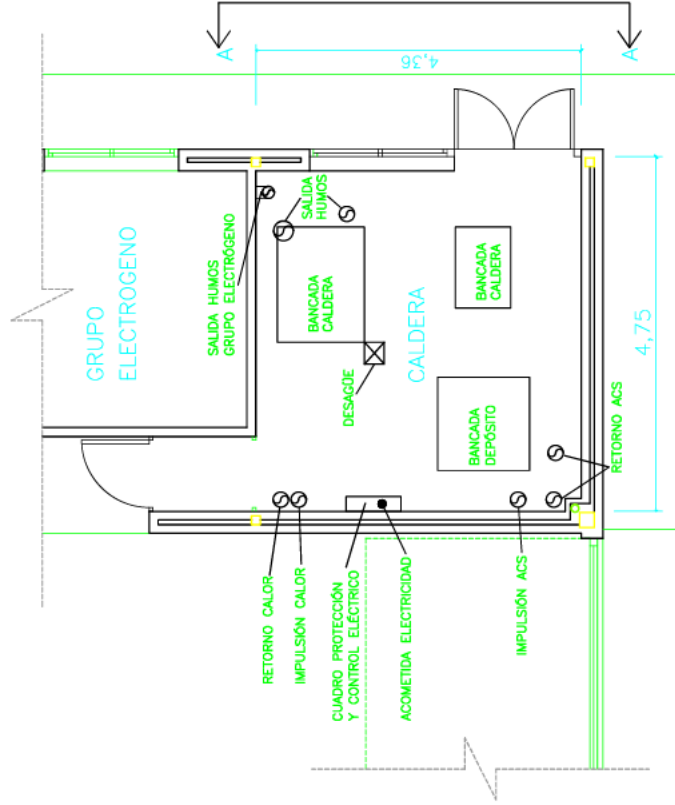 A
A
4,36
GRUPO
ELECTROGENO
SALIDA HUMOS
GRUPO ELECTRÓGENO
SALIDA
HUMOS
BANCADA
CALDERA
CALDERA
BANCADA
CALDERA
DESAGÜE
BANCADA
DEPÓSITO
4,75
RETORNO ACS
RETORNO CALOR
IMPULSIÓN CALOR
CUADRO PROTECCIÓN
Y CONTROL ELÉCTRICO
ACOMETIDA ELECTRICIDAD
IMPULSIÓN ACS